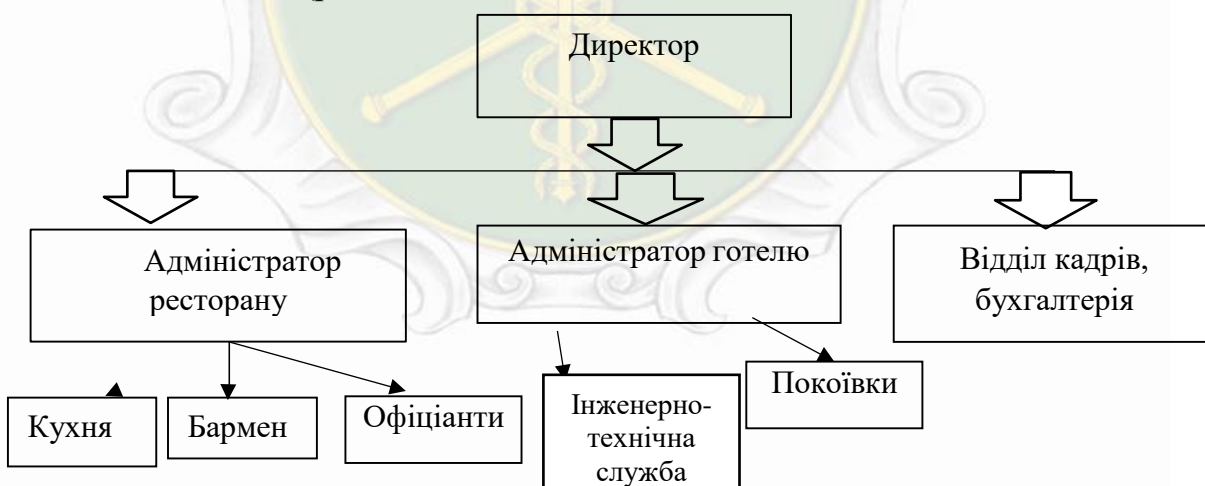 Директор
Адміністратор
ресторану
Адміністратор готелю
Відділ кадрів,
бухгалтерія
Кухня
Бармен
Офіціанти
Інженерно-
технічна
служба
Покоївки